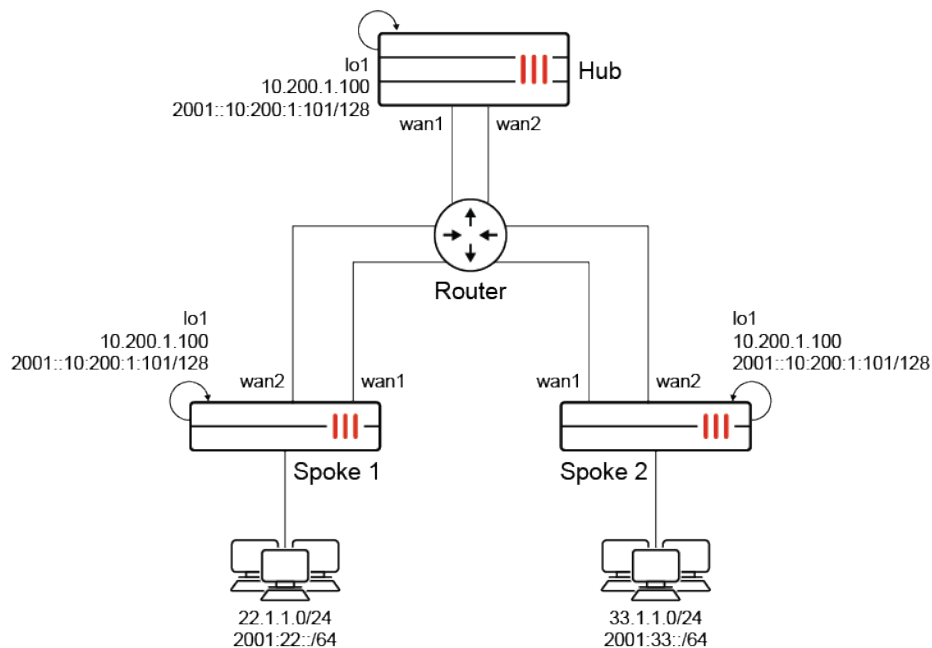 lo1
10.200.1.100
2001::10:200:1:101/128
Hub
wan1
wan2
Router
lo1
10.200.1.100
2001::10:200:1:101/128
wan2
wan1
Spoke 1
lo1
10.200.1.100
2001::10:200:1:101/128
wan1
wan2
Spoke 2
22.1.1.0/24
2001:22::/64
33.1.1.0/24
2001:33::/64